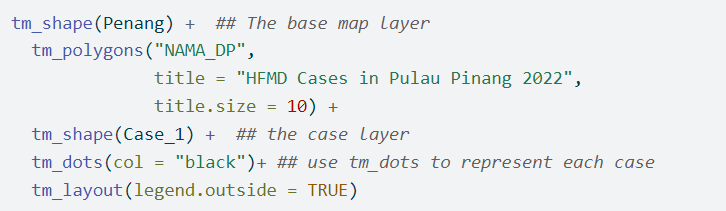 tm_shape(Penang) +  ## The base map layer
  tm_polygons("NAMA_DP",
              title = "HFMD Cases in Pulau Pinang 2022",
              title.size = 10) +
  tm_shape(Case_1) +  ## the case layer
  tm_dots(col = "black")+ ## use tm_dots to represent each case
  tm_layout(legend.outside = TRUE)